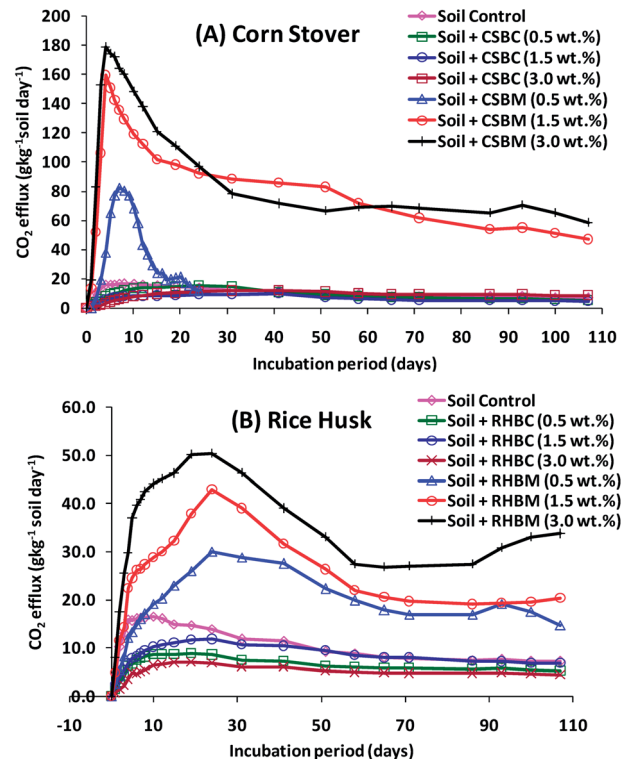 (A) Corn Stover
Soil Control
Soil + CSBC (0.5 wt.%)
Soil + CSBC (1.5 wt.%)
Soil + CSBC (3.0 wt.%)
Soil + CSBM (0.5 wt.%)
Soil + CSBM (1.5 wt.%)
Soil + CSBM (3.0 wt.%)
CO₂ efflux (gkg⁻¹soil day⁻¹)
200
180
160
140
120
100
80
60
40
20
0
0 10 20 30 40 50 60 70 80 90 100 110
Incubation period (days)
(B) Rice Husk
Soil Control
Soil + RHBC (0.5 wt.%)
Soil + RHBC (1.5 wt.%)
Soil + RHBC (3.0 wt.%)
Soil + RHBM (0.5 wt.%)
Soil + RHBM (1.5 wt.%)
Soil + RHBM (3.0 wt.%)
CO₂ efflux (gkg⁻¹ soil day⁻¹)
60.0
50.0
40.0
30.0
20.0
10.0
0.0
-10 10 30 50 70 90 110
Incubation period (days)